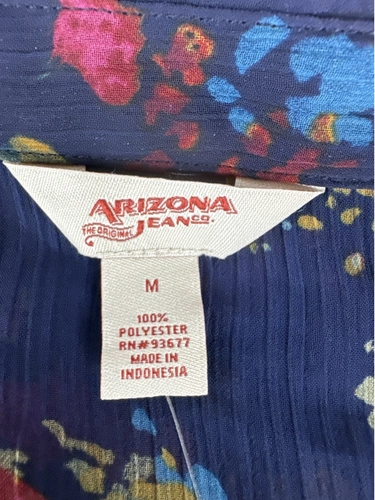 ARIZONA
THE ORIGINAL JEAN CO.
M
100%
POLYESTER
RN#93677
MADE IN
INDONESIA